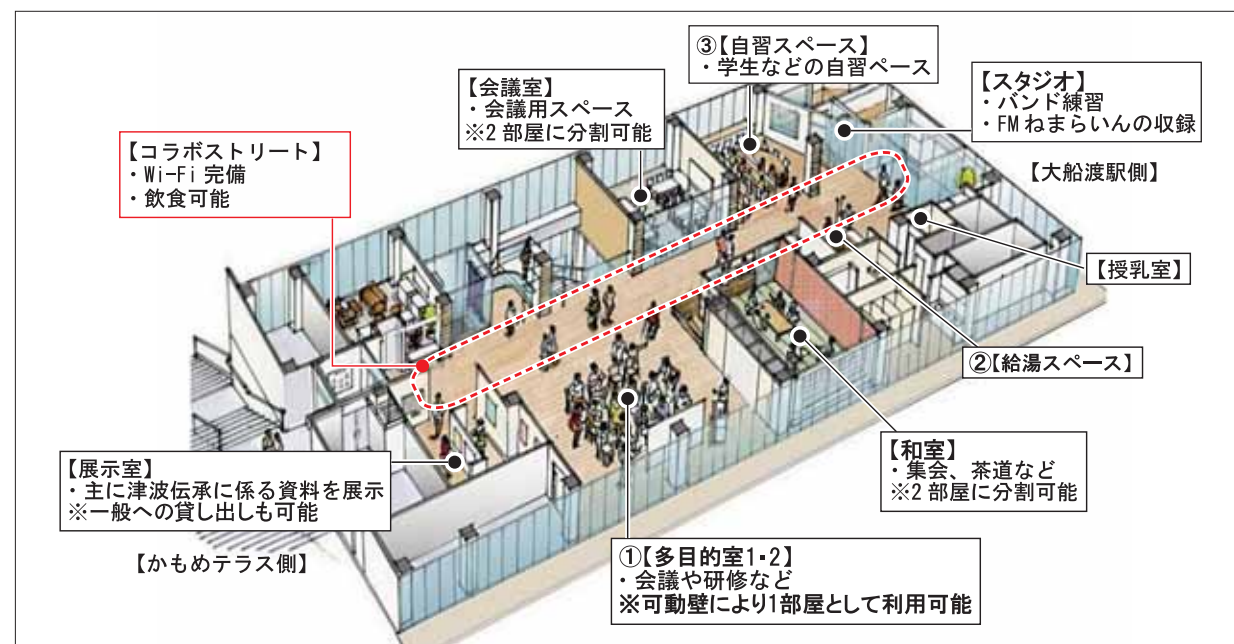 ③【自習スペース】
・学生などの自習ペース
【会議室】
・会議用スペース
※2部屋に分割可能
【スタジオ】
・バンド練習
・FMねまらいんの収録
【コラボストリート】
・Wi-Fi完備
・飲食可能
【大船渡駅側】
【授乳室】
②【給湯スペース】
【和室】
・集会、茶道など
※2部屋に分割可能
【展示室】
・主に津波伝承に係る資料を展示
※一般への貸し出しも可能
【かもめテラス側】
①【多目的室1・2】
・会議や研修など
※可動壁により1部屋として利用可能